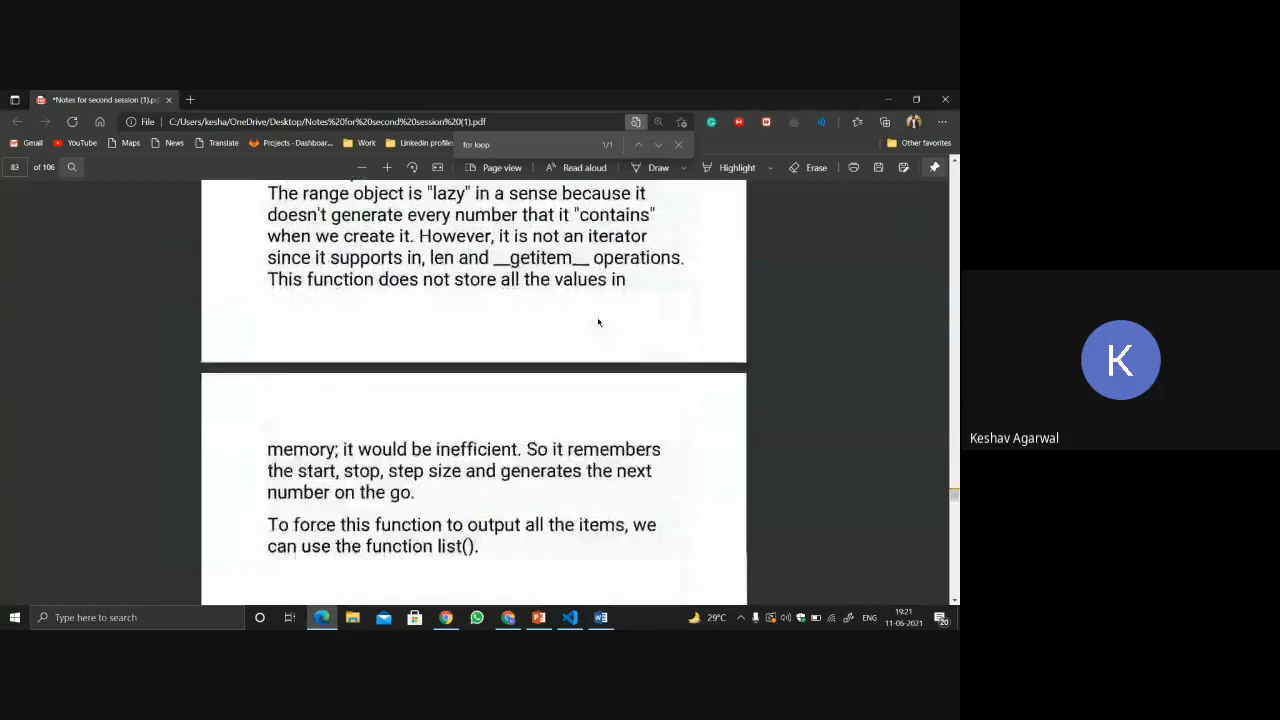 *Notes for second session (1).pd
File
C:/Users/kesha/OneDrive/Desktop/Notes%20for%20second%20session%20(1).pdf
Gmail YouTube Maps News Translate Projects - Dashboar... Work Linkedin profiles Other favorites
for loop 1/1
83 of 106 Page view Read aloud Draw Highlight Erase
The range object is "lazy" in a sense because it
doesn't generate every number that it "contains"
when we create it. However, it is not an iterator
since it supports in, len and __getitem__ operations.
This function does not store all the values in
memory; it would be inefficient. So it remembers
the start, stop, step size and generates the next
number on the go.
To force this function to output all the items, we
can use the function list().
K
Keshav Agarwal
Type here to search
29°C ENG
19:21
11-06-2021
20